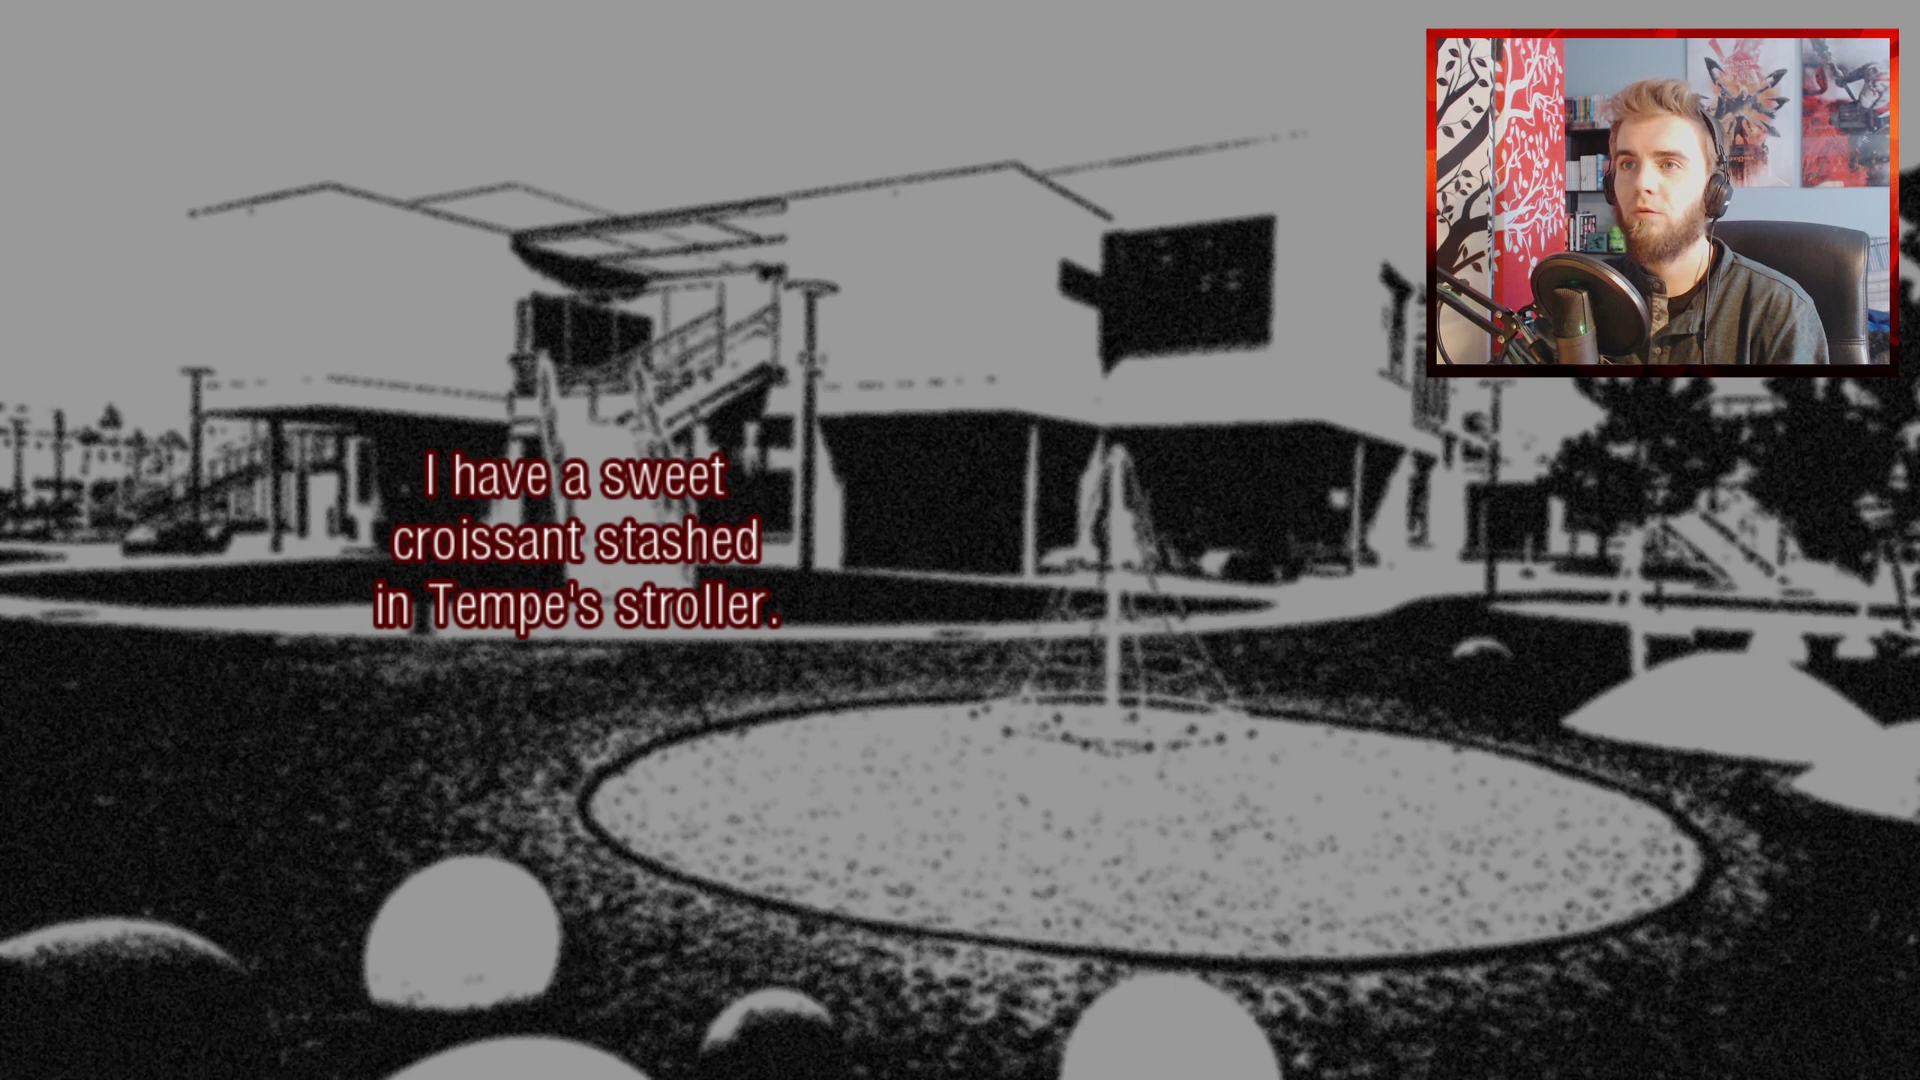 I have a sweet
croissant stashed
in Tempe's stroller.